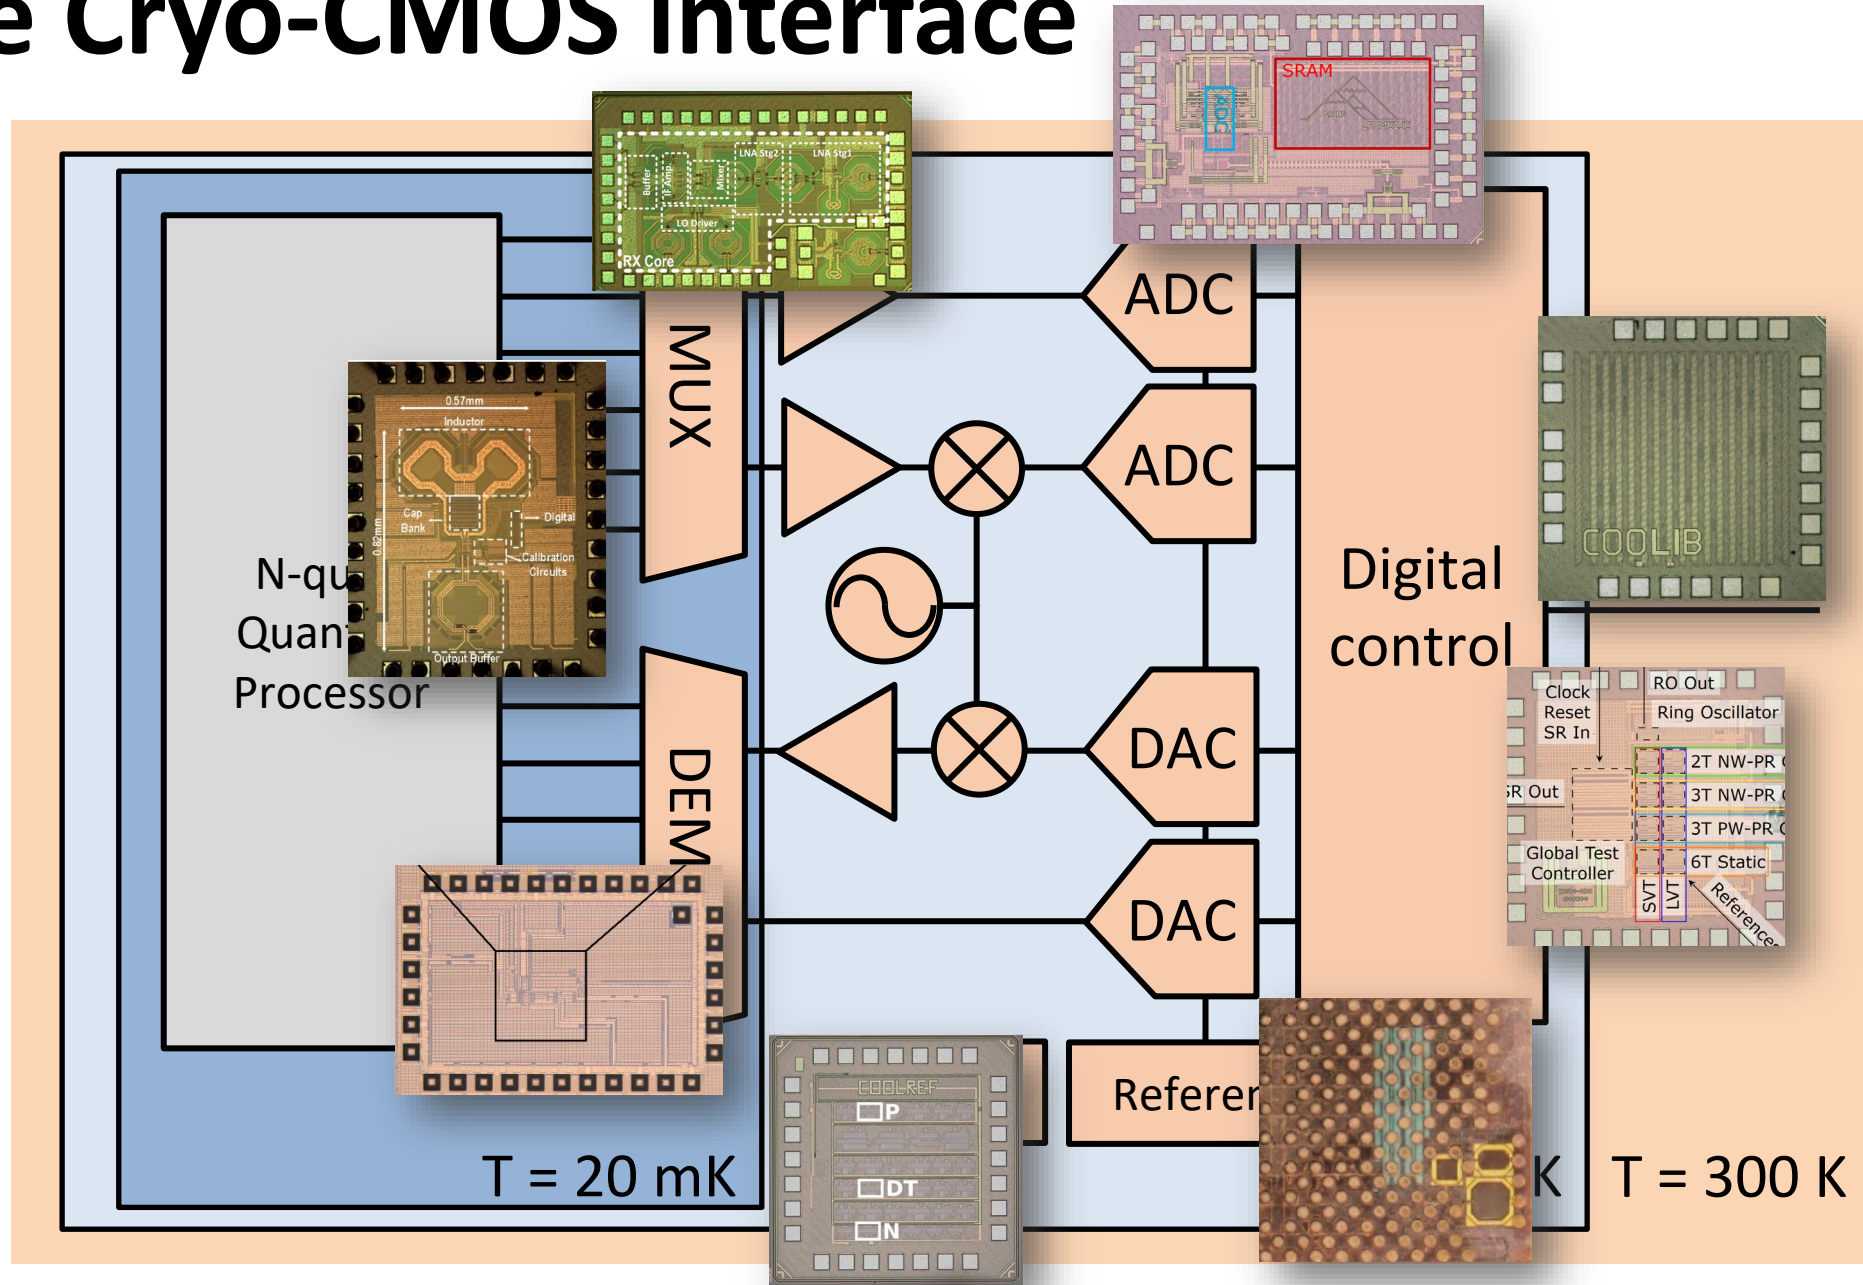 e Cryo-CMOS Interface
SRAM
ADC
LNA Stg2
LNA Stg1
Buffer
IF Amp.
Mixer
LO Driver
RX Core
ADC
MUX
ADC
0.57mm
Inductor
Cap
Bank
Digital
0.82mm
Calibration
Circuits
Output Buffer
N-qu
Quan
Processor
COOLIB
Digital
control
Clock
Reset
SR In
RO Out
Ring Oscillator
2T NW-PR
SR Out
3T NW-PR
3T PW-PR
Global Test
Controller
6T Static
SVT
LVT
References
DAC
DEM
DAC
COOLREF
P
DT
N
Referen
T = 20 mK
K
T = 300 K